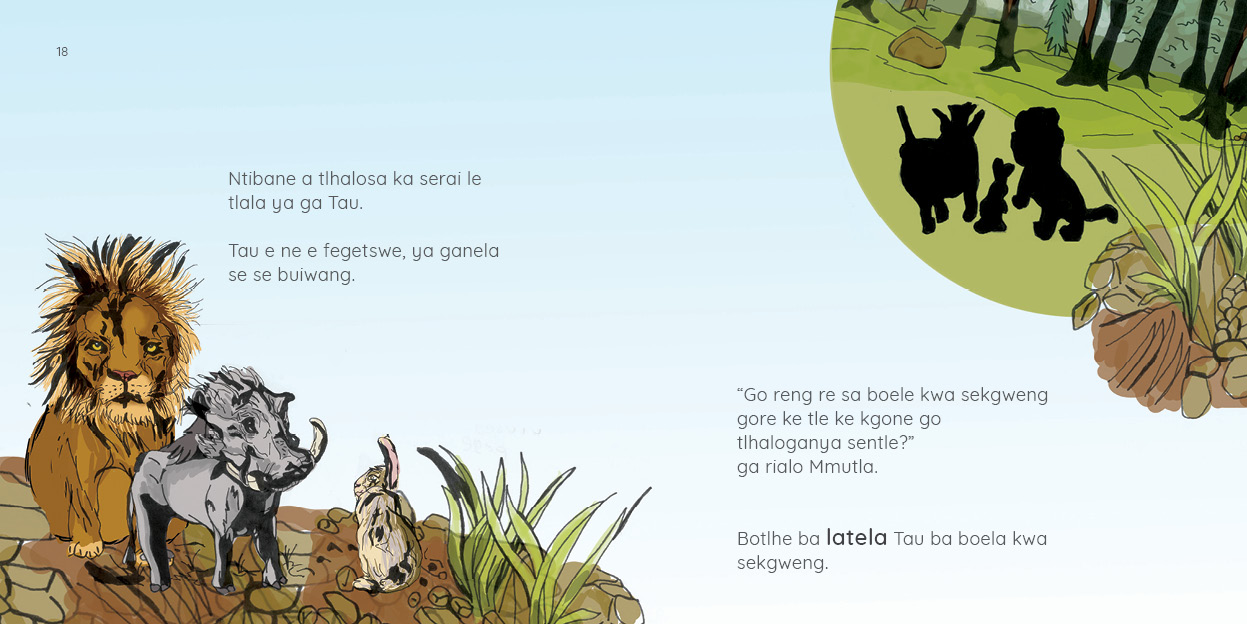 18
Ntibane a tlhalosa ka serai le
tlala ya ga Tau.
Tau e ne e fegetswe, ya ganela
se se buiwang.
“Go reng re sa boele kwa sekgweng
gore ke tle ke kgone go
tlhaloganya sentle?”
ga rialo Mmutla.
Botlhe ba latela Tau ba boela kwa
sekgweng.